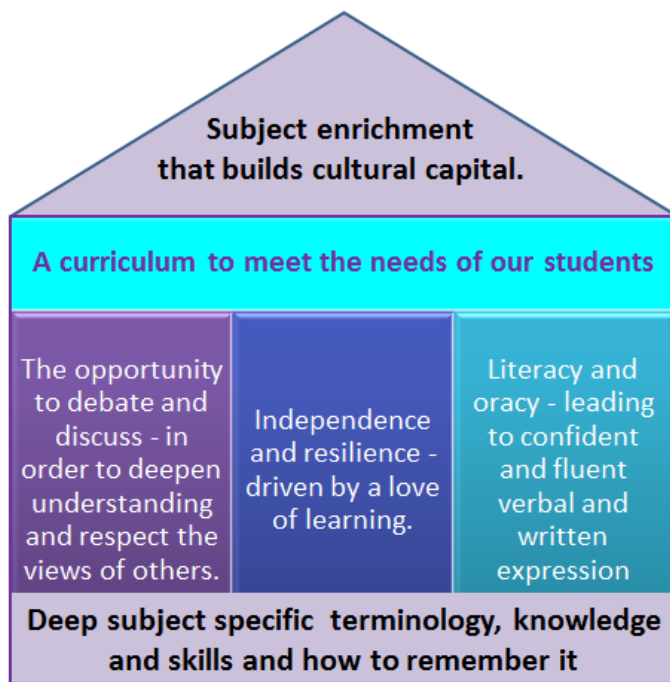 Subject enrichment
that builds cultural capital.
A curriculum to meet the needs of our students
The opportunity
to debate and
discuss - in
order to deepen
understanding
and respect the
views of others.
Independence
and resilience -
driven by a love
of learning.
Literacy and
oracy - leading
to confident
and fluent
verbal and
written
expression
Deep subject specific terminology, knowledge
and skills and how to remember it